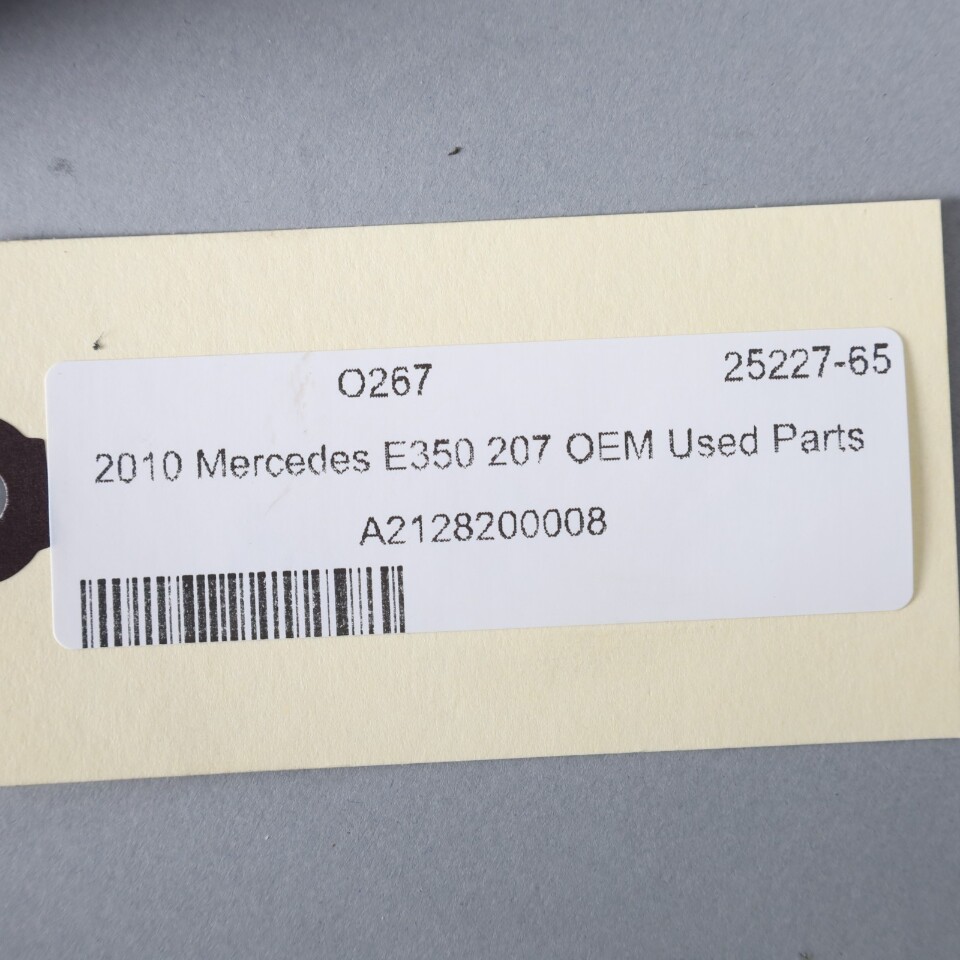 O267 25227-65
2010 Mercedes E350 207 OEM Used Parts
A2128200008